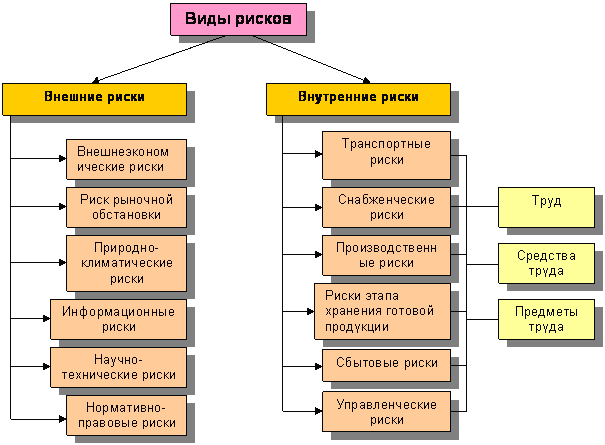 Виды рисков
Внешние риски
Внешнеэконом
ические риски
Риск рыночной
обстановки
Природно-
климатические
риски
Информационные
риски
Научно-
технические риски
Нормативно-
правовые риски
Внутренние риски
Транспортные
риски
Снабженческие
риски
Производственн
ые риски
Риски этапа
хранения готовой
продукции
Сбытовые риски
Управленческие
риски
Труд
Средства
труда
Предметы
труда